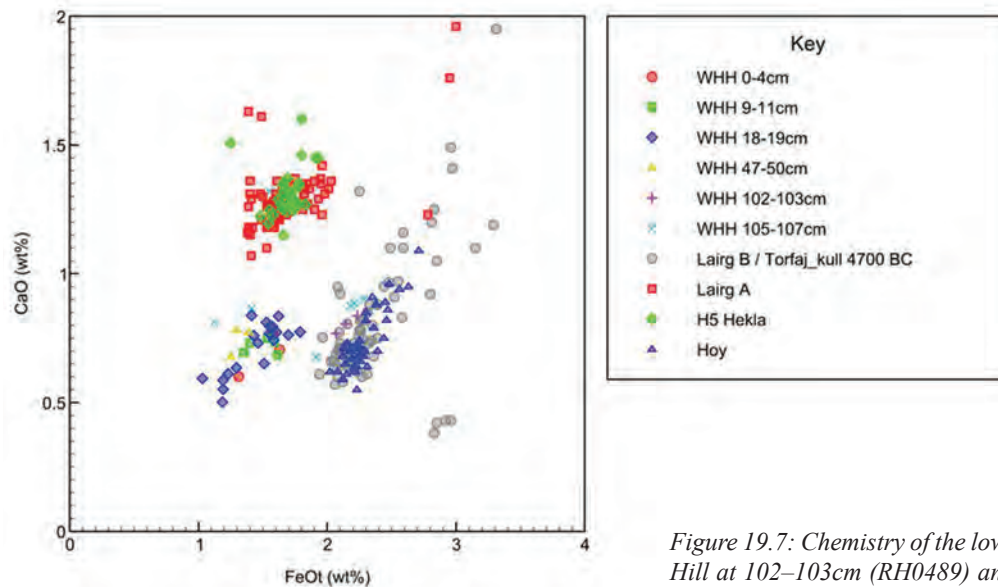 2
1.5
1
0.5
0
CaO (wt%)
0 1 2 3 4
FeOt (wt%)
Key
WHH 0-4cm
WHH 9-11cm
WHH 18-19cm
WHH 47-50cm
WHH 102-103cm
WHH 105-107cm
Lairg B / Torfaj_kull 4700 BC
Lairg A
H5 Hekla
Hoy
Figure 19.7: Chemistry of the low
Hill at 102–103cm (RH0489) an